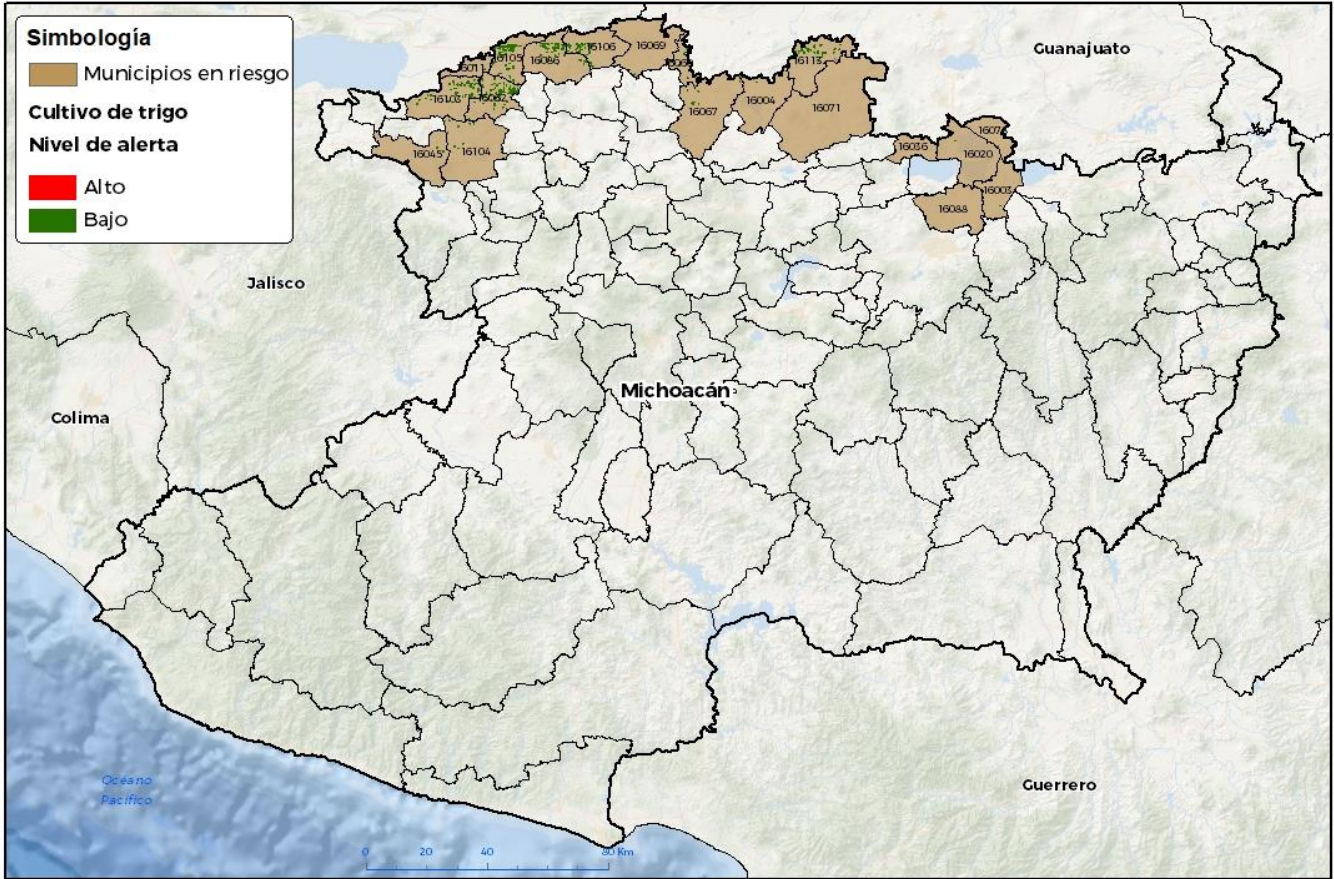 Simbología
Municipios en riesgo
Cultivo de trigo
Nivel de alerta
Alto
Bajo
16069
16106
16105
16086
16113
16103
16067
16004
16071
16045
16104
16036
16020
16003
16088
Guanajuato
Jalisco
Michoacán
Colima
Guerrero
Océano
Pacífico
0 20 40 80 Km